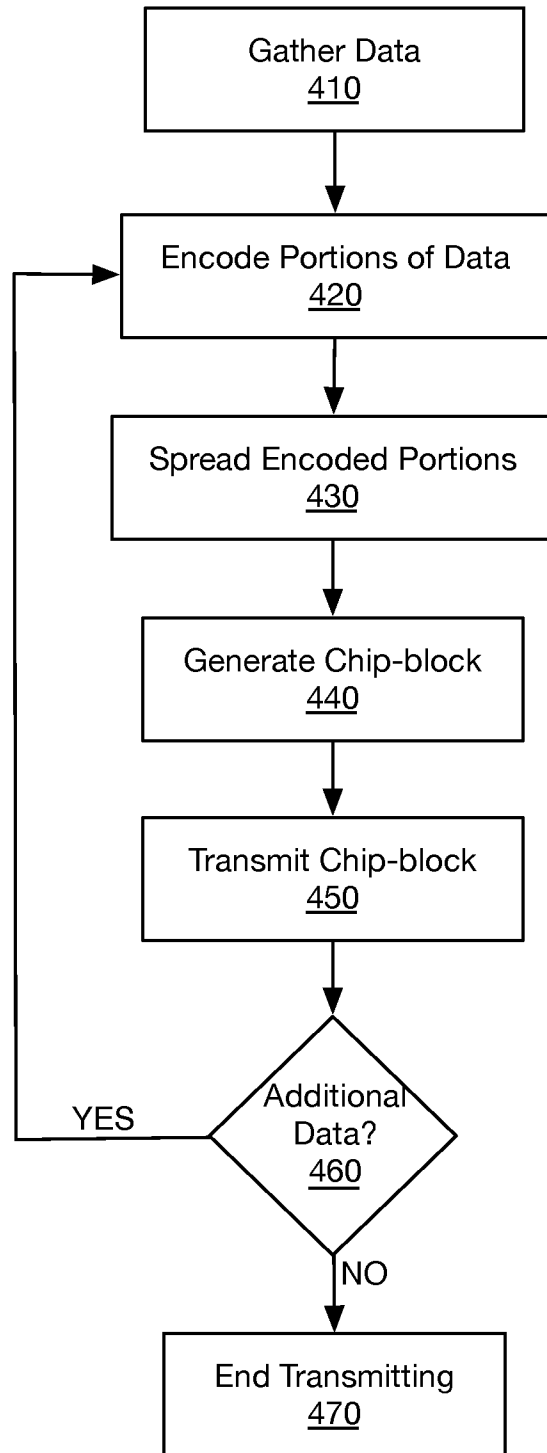 Gather Data
410
Encode Portions of Data
420
Spread Encoded Portions
430
Generate Chip-block
440
Transmit Chip-block
450
Additional
Data?
460
YES
NO
End Transmitting
470